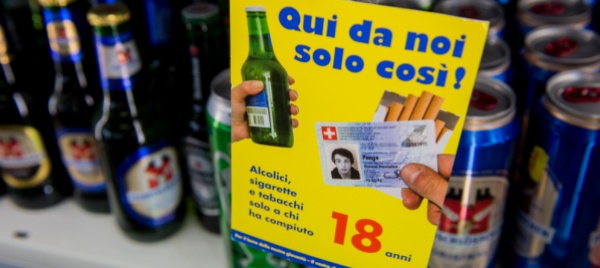 Qui da noi
solo così!
Alcolici,
sigarette
e tabacchi
solo a chi
ha compiuto
18 anni